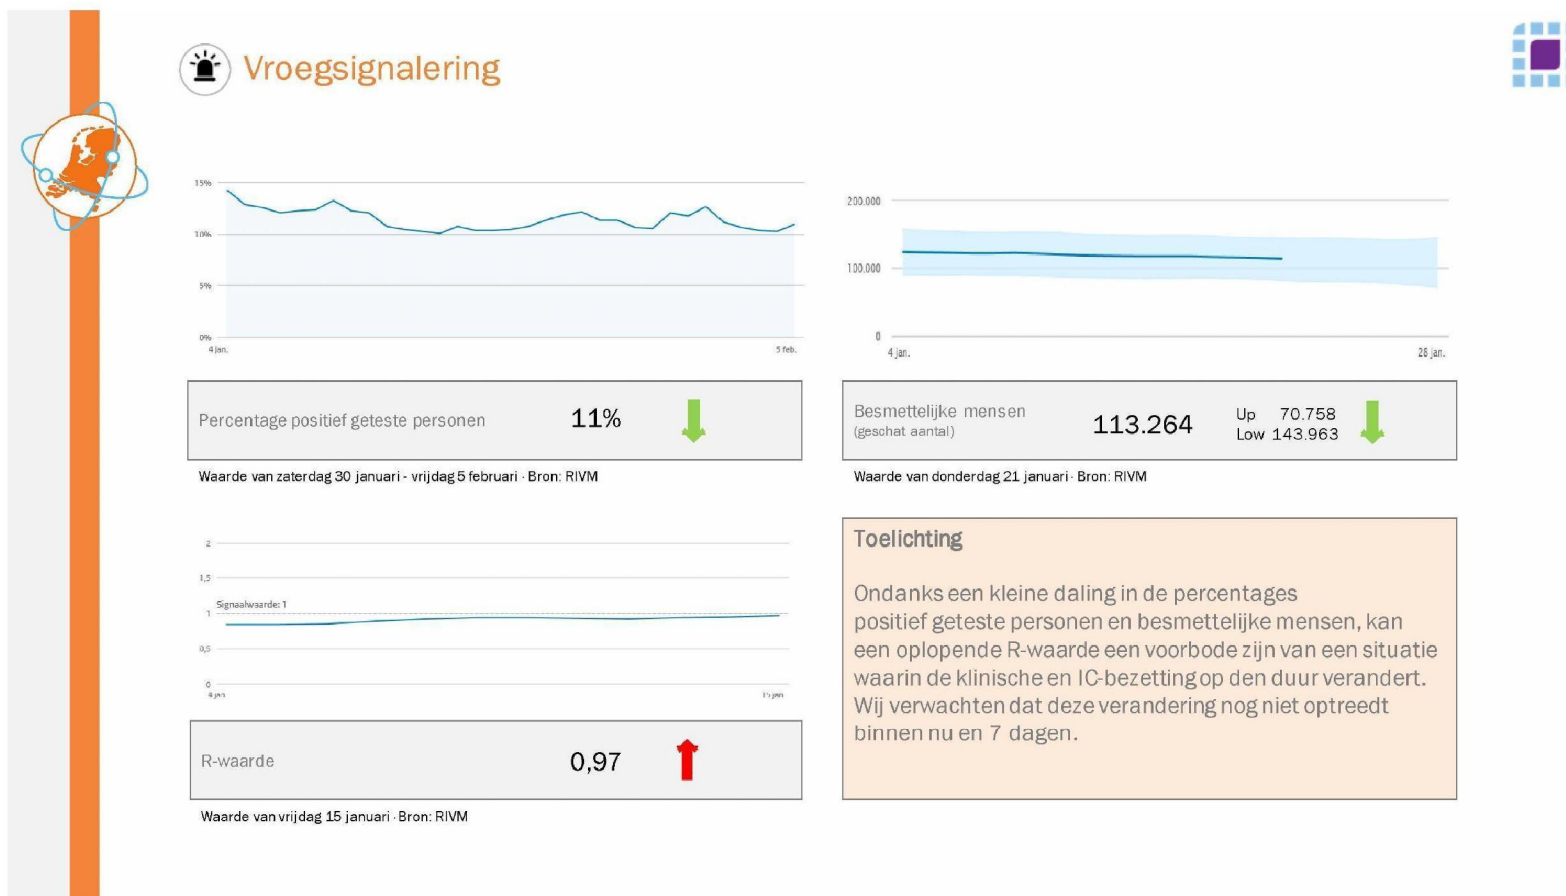 Vroegsignalering
15%
10%
5%
0%
4 jan.
5 feb.
Percentage positief geteste personen
11%
Waarde van zaterdag 30 januari - vrijdag 5 februari · Bron: RIVM
200.000
100.000
0
4 jan.
28 jan.
Besmettelijke mensen
(geschat aantal)
113.264
Up 70.758
Low 143.963
Waarde van donderdag 21 januari · Bron: RIVM
2
1,5
Signaalwaarde: 1
1
0,5
0
4 jan.
15 jan.
R-waarde
0,97
Waarde van vrijdag 15 januari · Bron: RIVM
Toelichting
Ondanks een kleine daling in de percentages
positief geteste personen en besmettelijke mensen, kan
een oplopende R-waarde een voorbode zijn van een situatie
waarin de klinische en IC-bezetting op den duur verandert.
Wij verwachten dat deze verandering nog niet optreedt
binnen nu en 7 dagen.